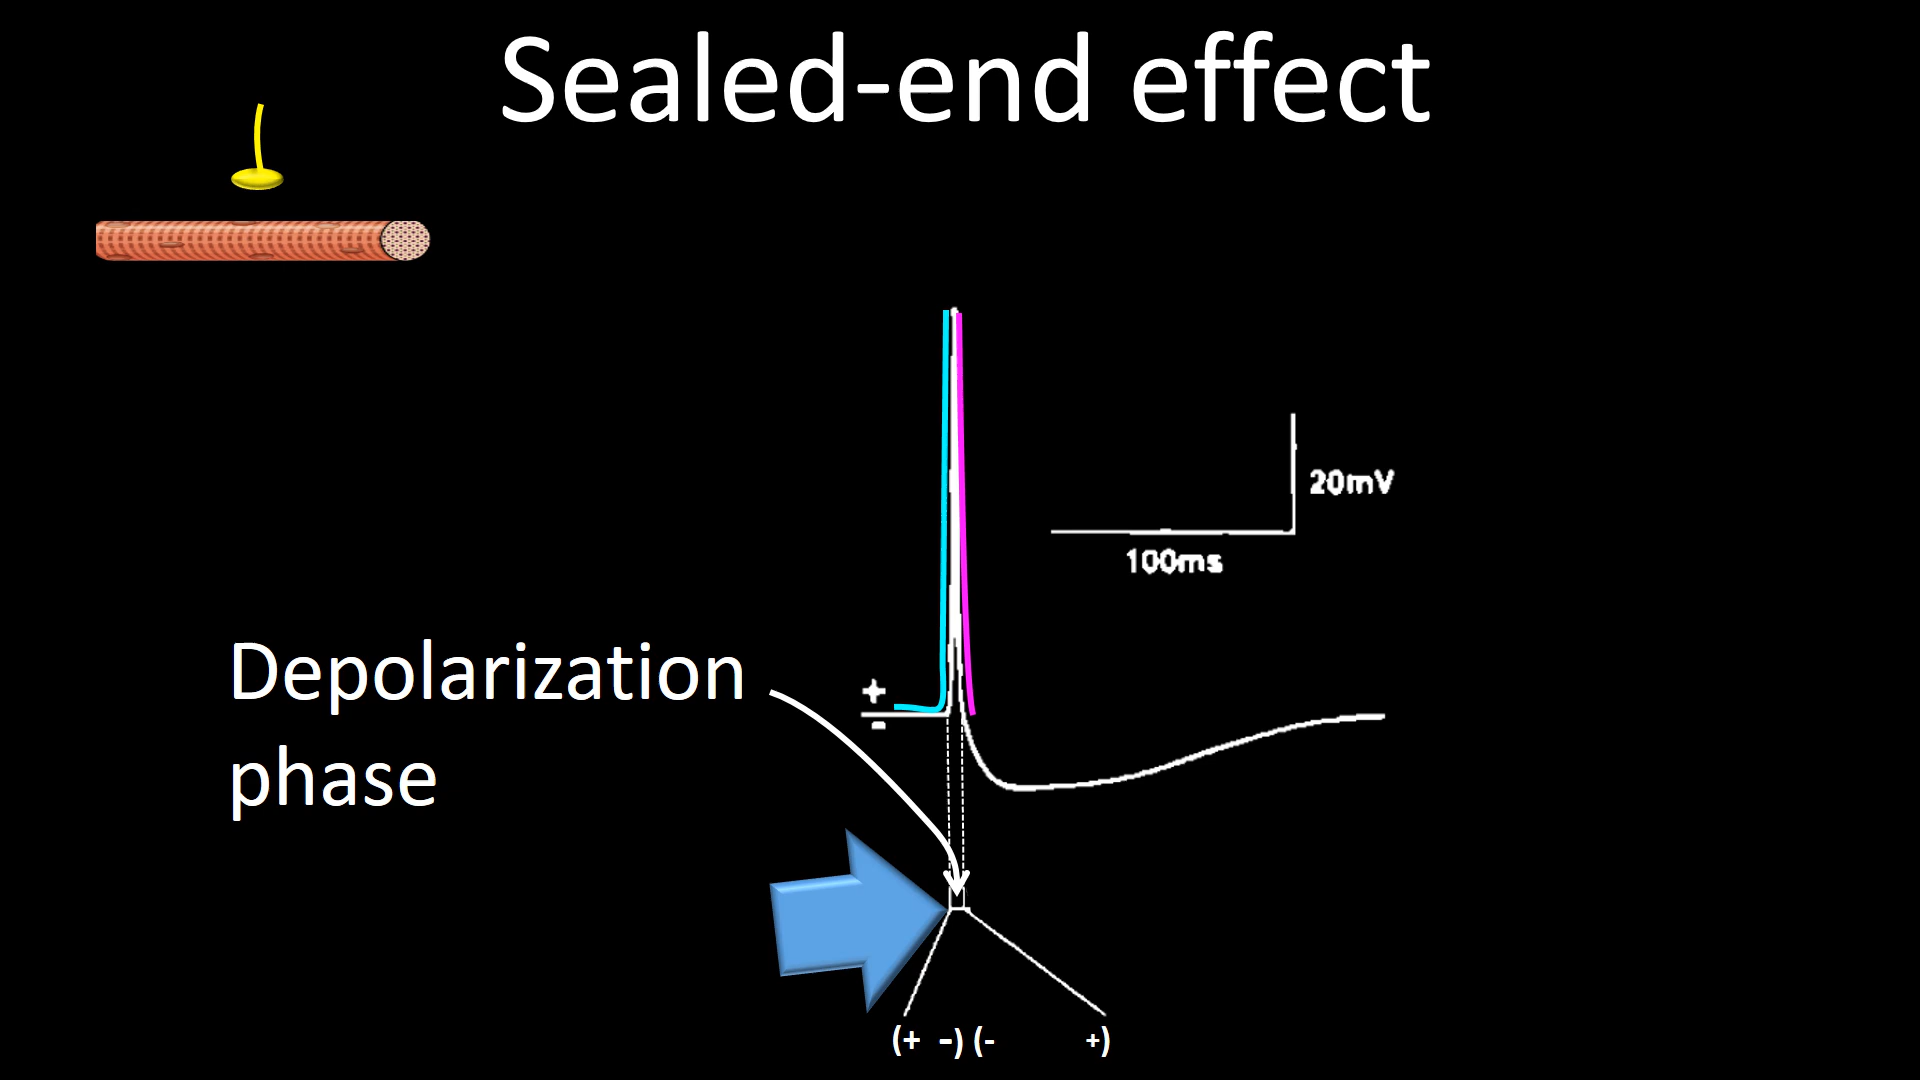 Sealed-end effect
20mV
100ms
Depolarization
phase
+
-
(+ -) (- +)